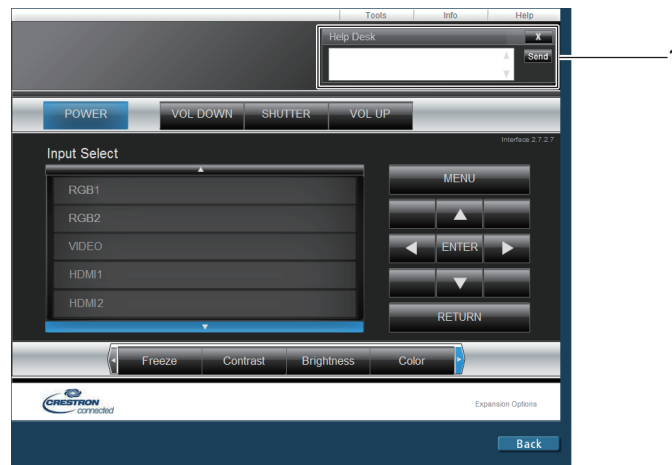 Tools Info Help
Help Desk X
Send
1
POWER VOL DOWN SHUTTER VOL UP
Interface 2.7.2.7
Input Select
MENU
RGB1
RGB2
VIDEO
ENTER
HDMI1
HDMI2
RETURN
Freeze Contrast Brightness Color
CRESTRON
connected
Expansion Options
Back